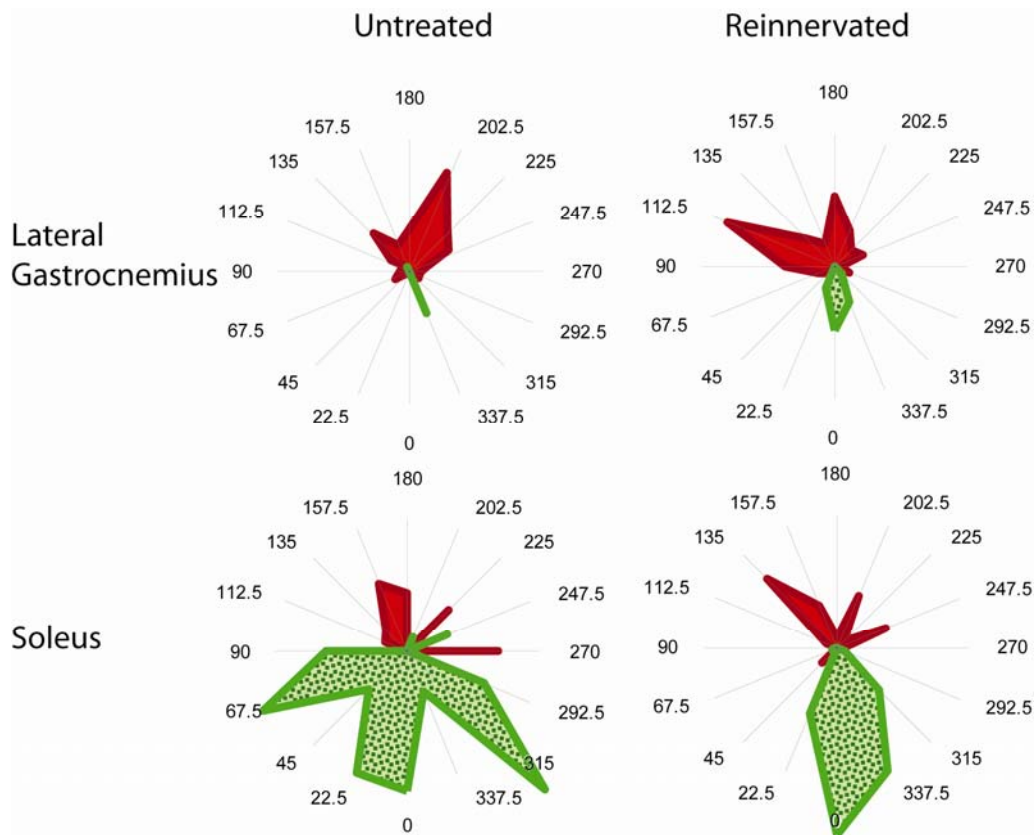 Untreated Reinnervated
180 180
157.5 202.5 157.5 202.5
135 225 135 225
112.5 247.5 112.5 247.5
Lateral
Gastrocnemius 90 270 90 270
67.5 292.5 67.5 292.5
45 315 45 315
22.5 337.5 22.5 337.5
0 0
180 180
157.5 202.5 157.5 202.5
135 225 135 225
112.5 247.5 112.5 247.5
Soleus 90 270 90 270
67.5 292.5 67.5 292.5
45 315 45 315
22.5 337.5 22.5 337.5
0 0